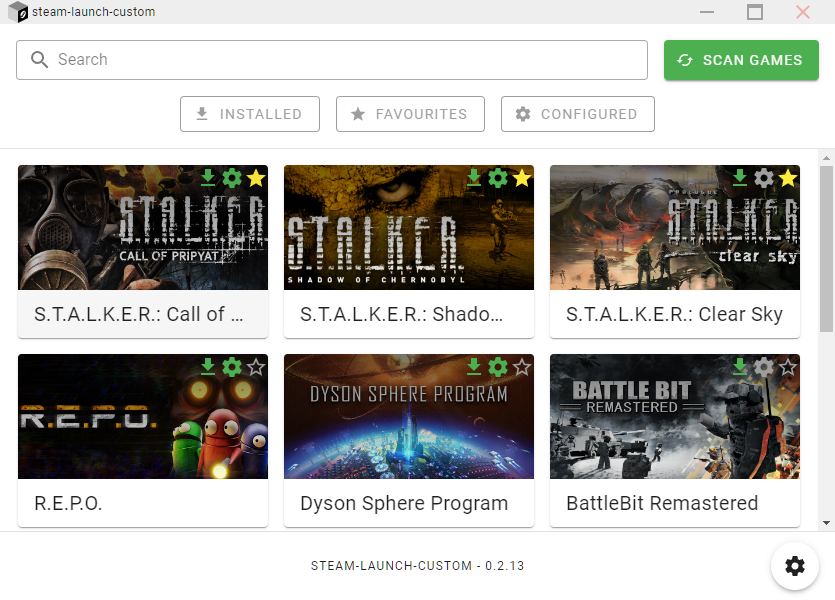 steam-launch-custom
Search
SCAN GAMES
INSTALLED
FAVOURITES
CONFIGURED
S.T.A.L.K.E.R
CALL OF PRIPYAT
S.T.A.L.K.E.R.
SHADOW OF CHERNOBYL
PROLOGUE
S.T.A.L.K.E.R
clear sky
S.T.A.L.K.E.R.: Call of ...
S.T.A.L.K.E.R.: Shado...
S.T.A.L.K.E.R.: Clear Sky
R.E.P.O.
DYSON SPHERE PROGRAM
BATTLE BIT
REMASTERED
R.E.P.O.
Dyson Sphere Program
BattleBit Remastered
STEAM-LAUNCH-CUSTOM - 0.2.13